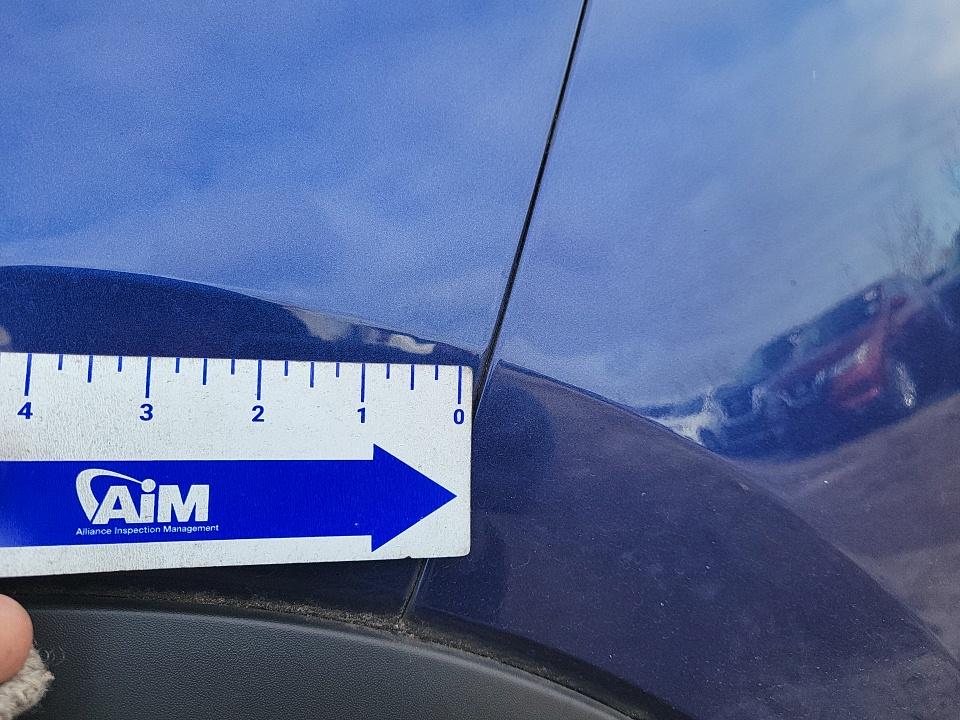 4 3 2 1 0
AiM
Alliance Inspection Management